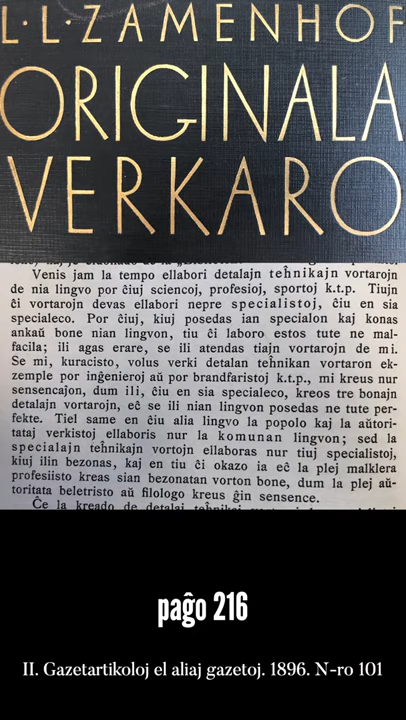 L·L·ZAMENHOF
ORIGINALA
VERKARO
Venis jam la tempo ellabori detalajn teĥnikajn vortarojn
de nia lingvo por ĉiuj sciencoj, profesioj, sportoj k.t.p. Tiujn
ĉi vortarojn devas ellabori nepre specialistoj, ĉiu en sia
specialeco. Por ĉiuj, kiuj posedas ian specialon kaj konas
ankaŭ bone nian lingvon, tiu ĉi laboro estos tute ne mal-
facila; ili agas erare, se ili atendas tiajn vortarojn de mi.
Se mi, kuracisto, volus verki detalan teĥnikan vortaron ek-
zemple por inĝenieroj aŭ por brandfaristoj k.t.p., mi kreus nur
sensencajon, dum ili, ĉiu en sia specialeco, kreos tre bonajn
detalajn vortarojn, eĉ se ili nian lingvon posedas ne tute per-
fekte. Tiel same en ĉiu alia lingvo la popolo kaj la aŭtori-
tataj verkistoj ellaboris nur la komunan lingvon; sed la
specialajn teĥnikajn vortojn ellaboras nur tiuj specialistoj,
kiuj ilin bezonas, kaj en tiu ĉi okazo ia eĉ la plej malklera
profesiisto kreas sian bezonatan vorton bone, dum la plej aŭ-
toritata beletristo aŭ filologo kreus ĝin sensence.
Ĉe la kreado de detalaj
paĝo 216
II. Gazetartikoloj el aliaj gazetoj. 1896. N-ro 101